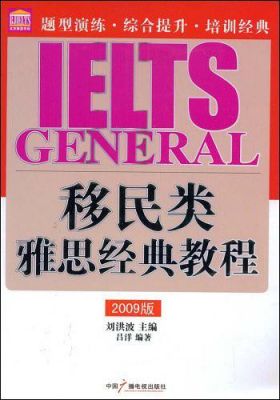 题型演练·综合提升·培训经典
IELTS
GENERAL
移民类
雅思经典教程
2009版
刘洪波 主编
吕洋 编著
中国广播电视出版社